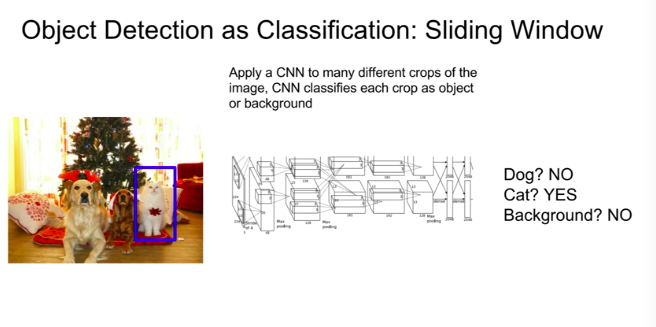 Object Detection as Classification: Sliding Window
Apply a CNN to many different crops of the
image, CNN classifies each crop as object
or background
Dog? NO
Cat? YES
Background? NO
Max
pooling
Max
pooling
Max
pooling